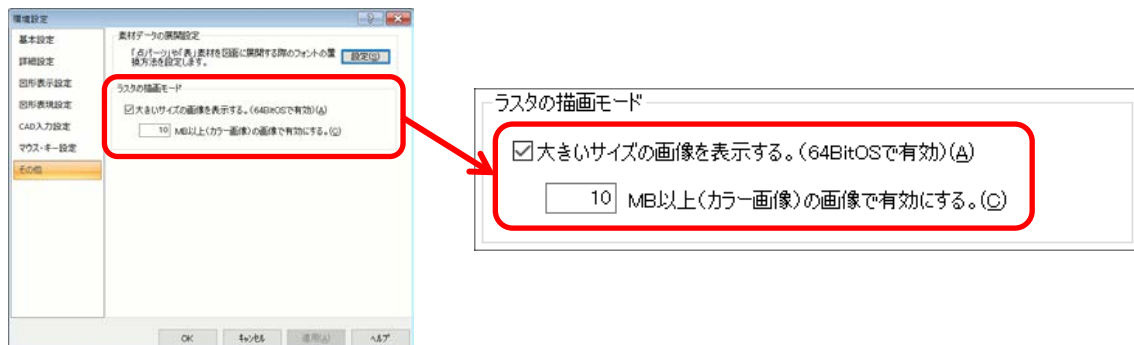 環境設定
基本設定
詳細設定
図形表示設定
図形表現設定
CAD入力設定
マウス・キー設定
その他
素材データの展開設定
「点パーツ」や「表」素材を図面に展開する際のフォントの置
換方法を設定します。
設定(S)
ラスタの描画モード
大きいサイズの画像を表示する。(64BitOSで有効)(A)
10 MB以上(カラー画像)の画像で有効にする。(C)
OK
キャンセル
適用(A)
ヘルプ
ラスタの描画モード
大きいサイズの画像を表示する。(64BitOSで有効)(A)
10 MB以上(カラー画像)の画像で有効にする。(C)